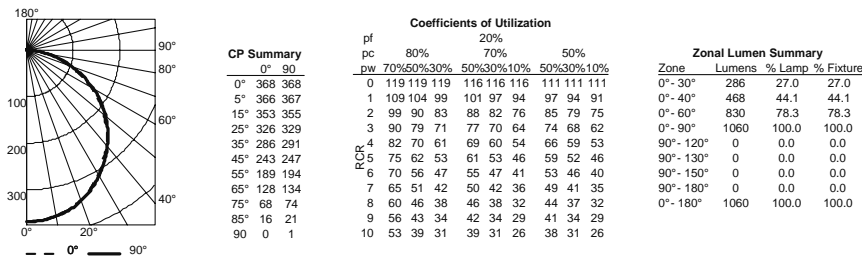 180°
90°
80°
60°
40°
100
200
300
0° 20°
0° 90°
CP Summary
0° 90
0° 368 368
5° 366 367
15° 353 355
25° 326 329
35° 286 291
45° 243 247
55° 189 194
65° 128 134
75° 68 74
85° 16 21
90 0 1
Coefficients of Utilization
pf 20%
pc 80% 70% 50%
pw 70%50%30% 50%30%10% 50%30%10%
RCR
0 119 119 119 116 116 116 111 111 111
1 109 104 99 101 97 94 97 94 91
2 99 90 83 88 82 76 85 79 75
3 90 79 71 77 70 64 74 68 62
4 82 70 61 69 60 54 66 59 53
5 75 62 53 61 53 46 59 52 46
6 70 56 47 55 47 41 53 46 40
7 65 51 42 50 42 36 49 41 35
8 60 46 38 46 38 32 44 37 32
9 56 43 34 42 34 29 41 34 29
10 53 39 31 39 31 26 38 31 26
Zonal Lumen Summary
Zone Lumens % Lamp % Fixture
0°- 30° 286 27.0 27.0
0°- 40° 468 44.1 44.1
0°- 60° 830 78.3 78.3
0°- 90° 1060 100.0 100.0
90°- 120° 0 0.0 0.0
90°- 130° 0 0.0 0.0
90°- 150° 0 0.0 0.0
90°- 180° 0 0.0 0.0
0°- 180° 1060 100.0 100.0